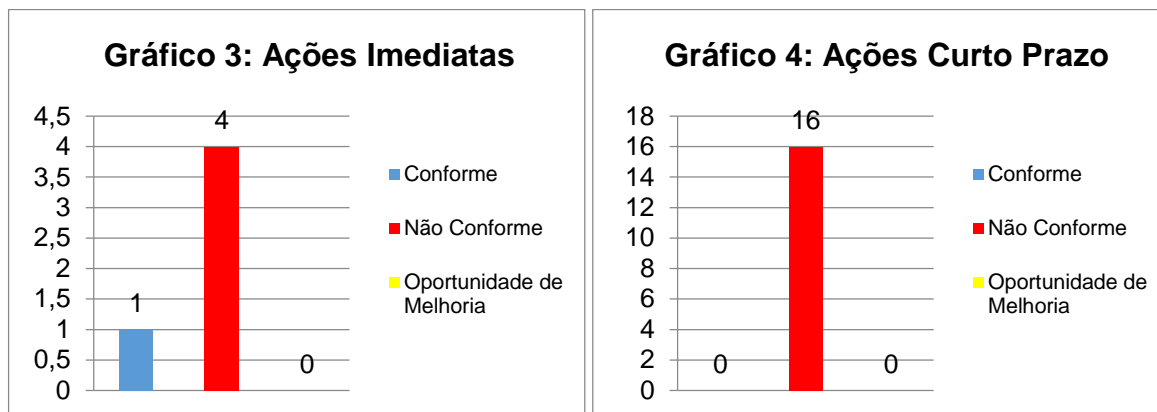 Gráfico 3: Ações Imediatas
4,5
4
3,5
3
2,5
2
1,5
1
0,5
0
1
4
0
Conforme
Não Conforme
Oportunidade de
Melhoria
Gráfico 4: Ações Curto Prazo
18
16
14
12
10
8
6
4
2
0
0
16
0
Conforme
Não Conforme
Oportunidade de
Melhoria